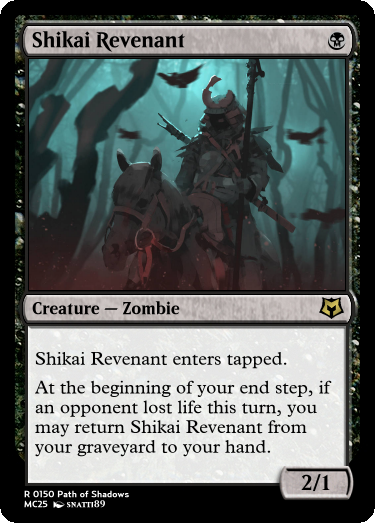 Shikai Revenant
Creature — Zombie
Shikai Revenant enters tapped.
At the beginning of your end step, if
an opponent lost life this turn, you
may return Shikai Revenant from
your graveyard to your hand.
2/1
R 0150 Path of Shadows
MC25 SNATTI89